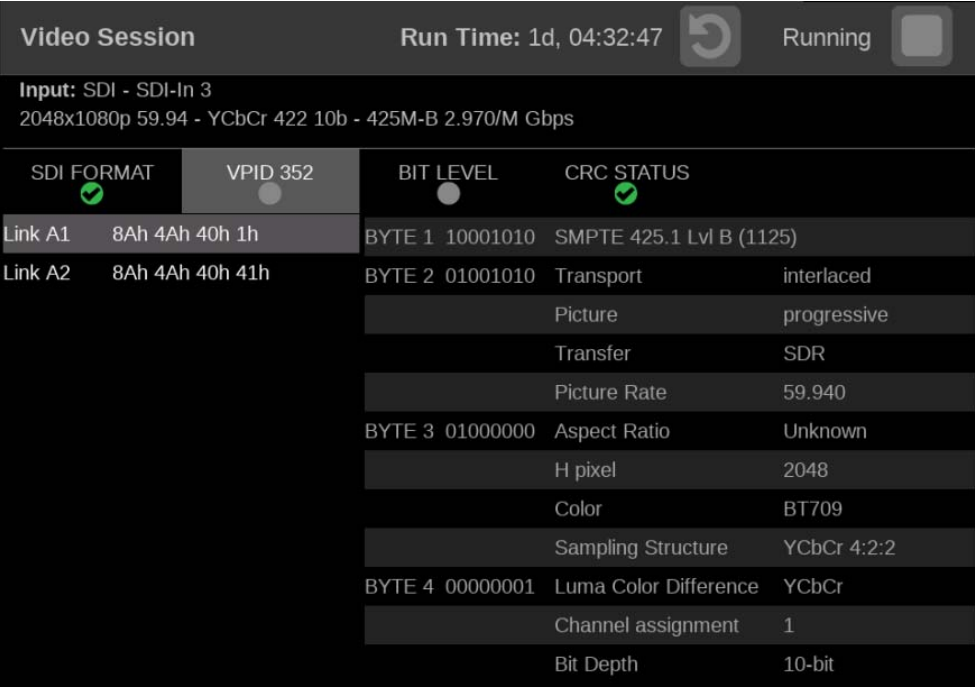 Video Session Run Time: 1d, 04:32:47 Running
Input: SDI - SDI-In 3
2048x1080p 59.94 - YCbCr 422 10b - 425M-B 2.970/M Gbps
SDI FORMAT VPID 352 BIT LEVEL CRC STATUS
Link A1 8Ah 4Ah 40h 1h
Link A2 8Ah 4Ah 40h 41h
BYTE 1 10001010 SMPTE 425.1 Lvl B (1125)
BYTE 2 01001010 Transport interlaced
Picture progressive
Transfer SDR
Picture Rate 59.940
BYTE 3 01000000 Aspect Ratio Unknown
H pixel 2048
Color BT709
Sampling Structure YCbCr 4:2:2
BYTE 4 00000001 Luma Color Difference YCbCr
Channel assignment 1
Bit Depth 10-bit